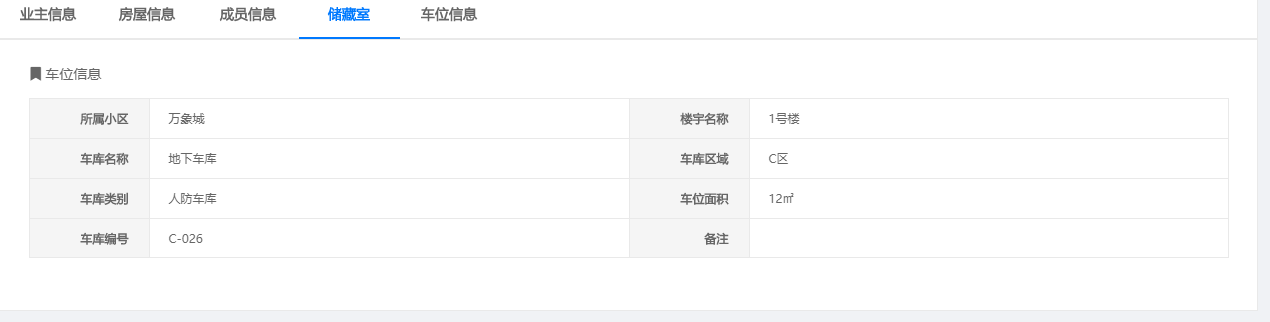 业主信息 房屋信息 成员信息 储藏室 车位信息
车位信息
所属小区 万象城 楼宇名称 1号楼
车库名称 地下车库 车库区域 C区
车库类别 人防车库 车位面积 12㎡
车库编号 C-026 备注